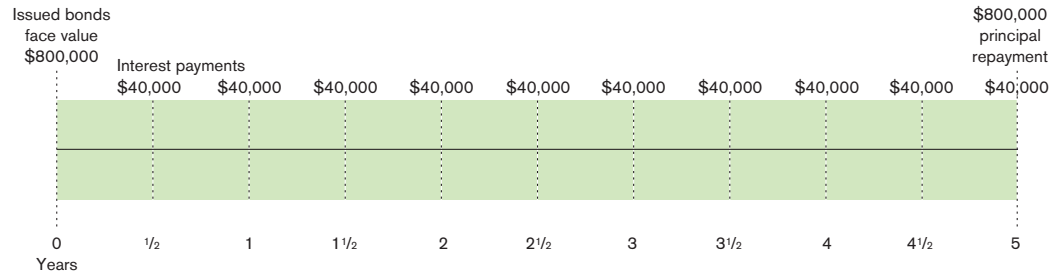 Issued bonds
face value
$800,000
$800,000
principal
repayment
Interest payments
$40,000 $40,000 $40,000 $40,000 $40,000 $40,000 $40,000 $40,000 $40,000 $40,000
0 1/2 1 1 1/2 2 2 1/2 3 3 1/2 4 4 1/2 5
Years